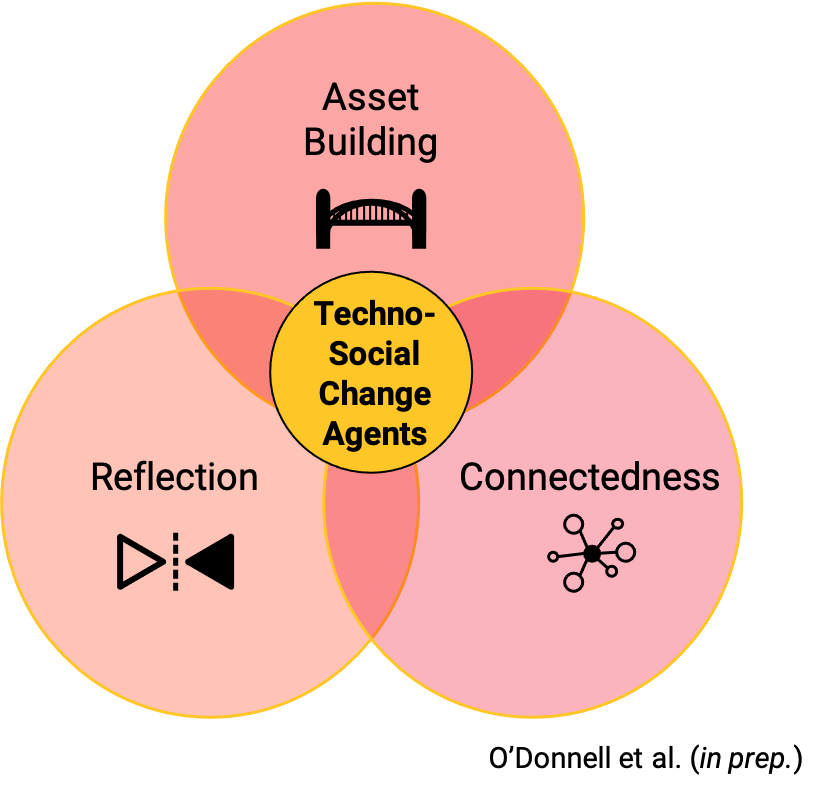 Asset
Building
Techno-
Social
Change
Agents
Reflection
Connectedness
O’Donnell et al. (in prep.)